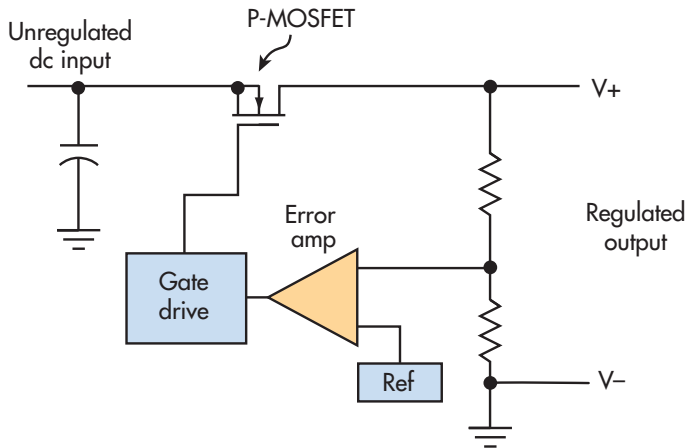 P-MOSFET
Unregulated
dc input
V+
Error
amp
Regulated
output
Gate
drive
Ref
V–